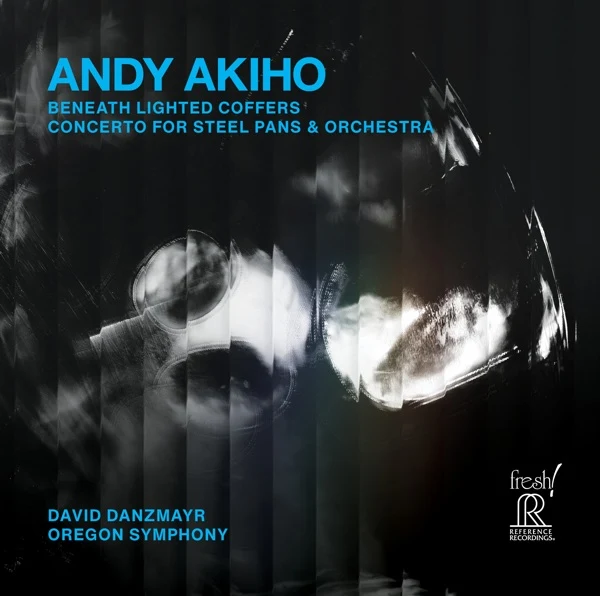 ANDY AKIHO
BENEATH LIGHTED COFFERS
CONCERTO FOR STEEL PANS & ORCHESTRA
DAVID DANZMAYR
OREGON SYMPHONY
fresh!
RR
REFERENCE
RECORDINGS®